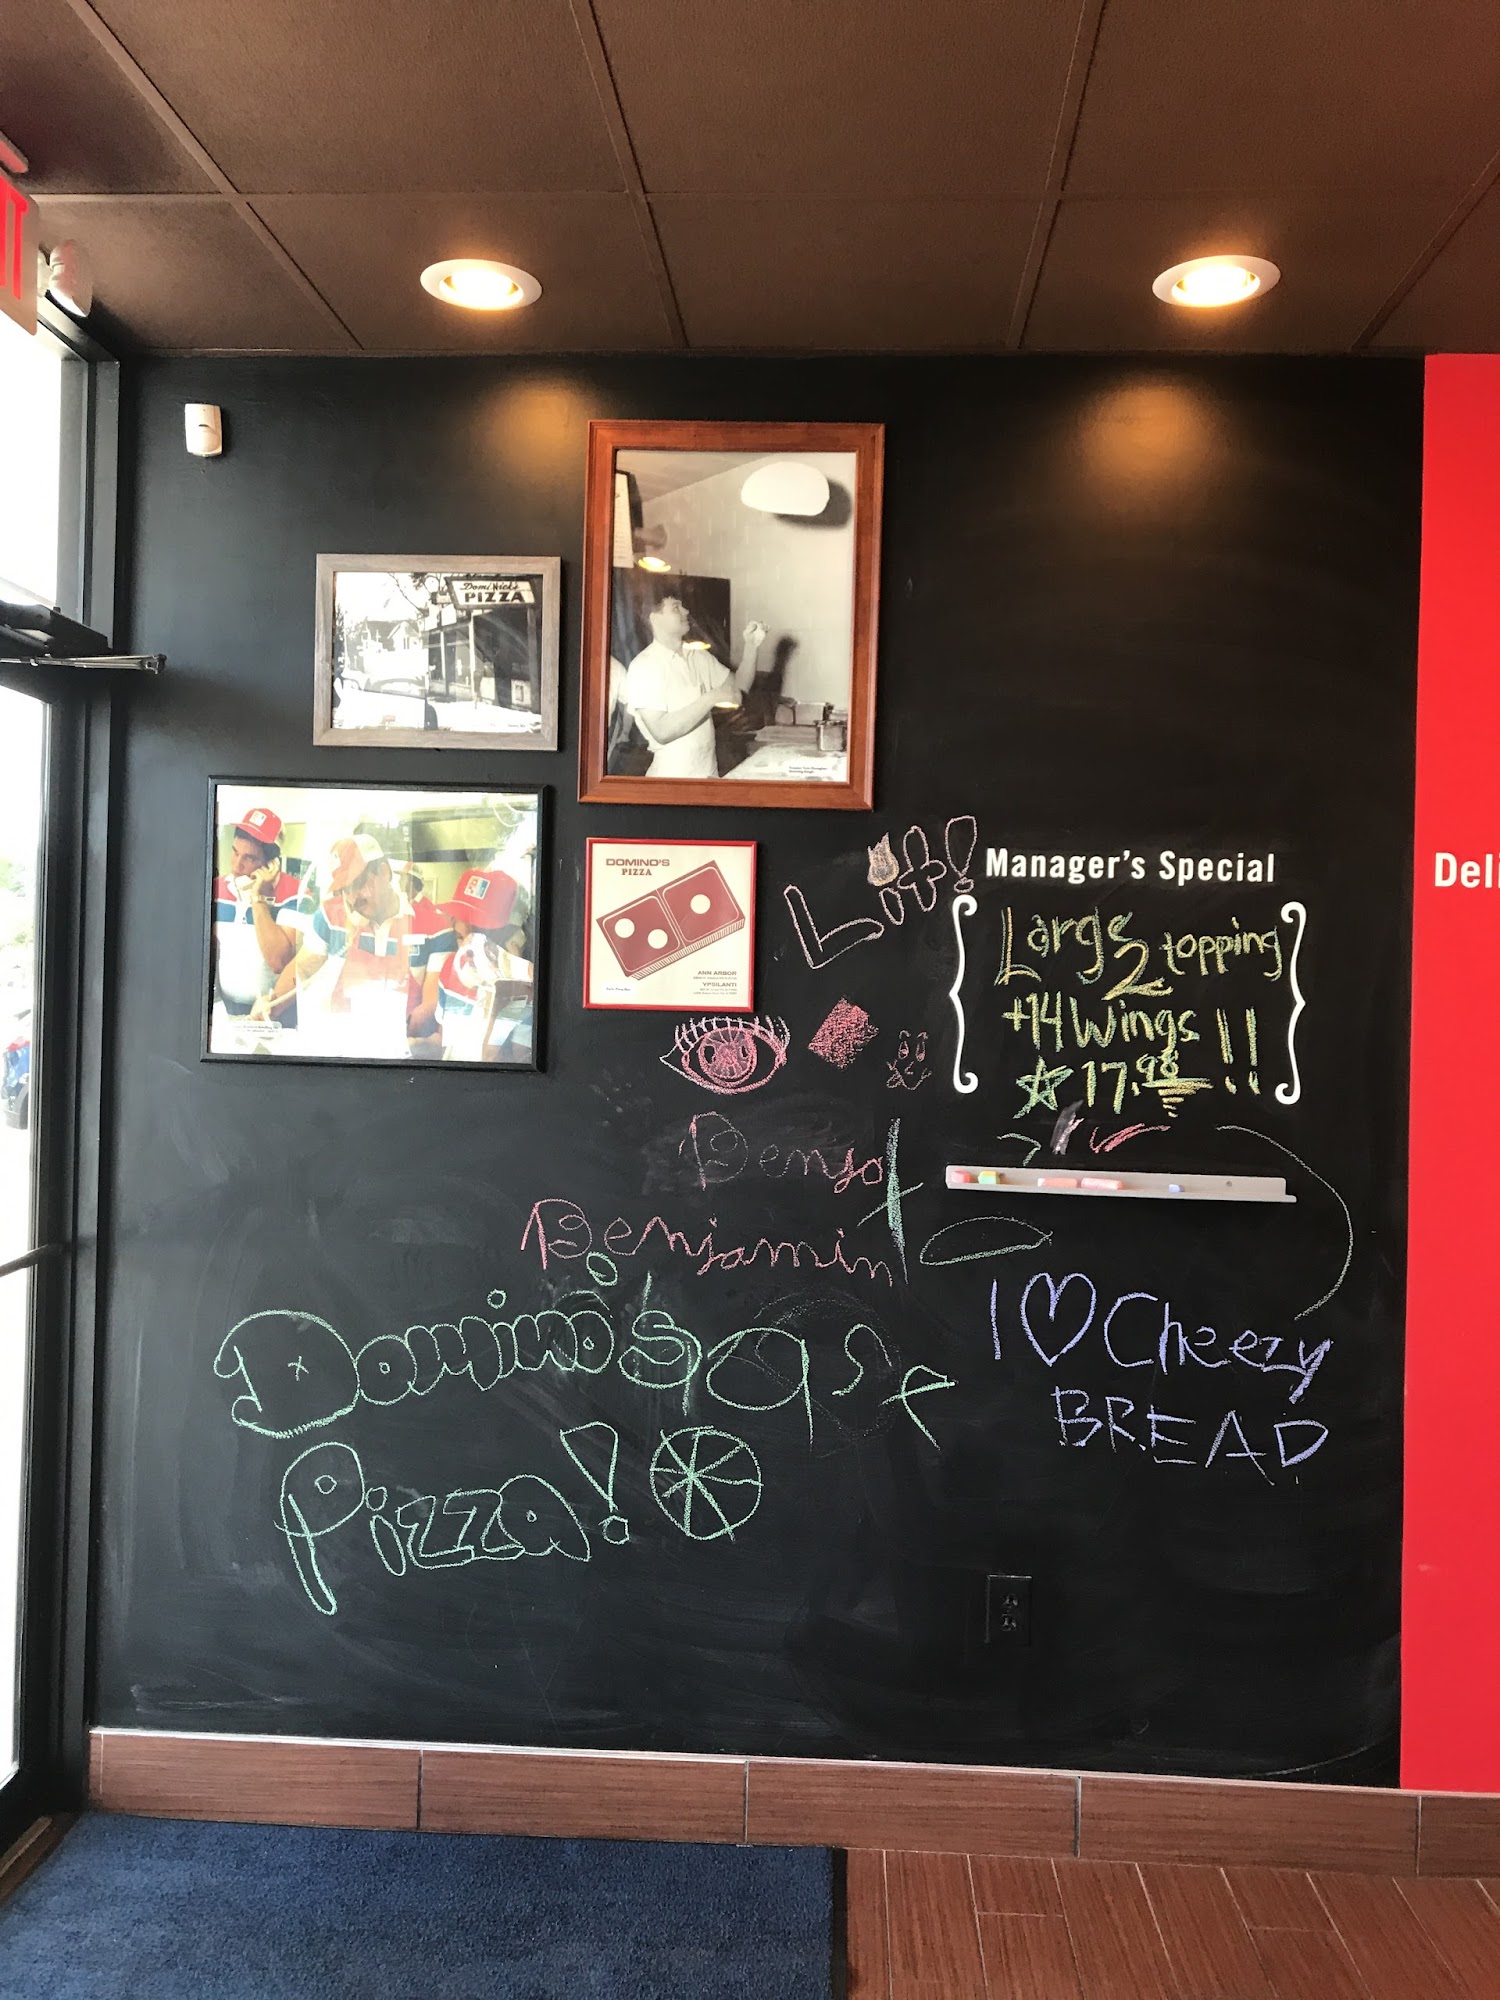 IT
DomiNick's
PIZZA
DOMINO'S
PIZZA
ANN ARBOR
YPSILANTI
Lit!
Manager's Special
Large 2 topping
+14 Wings !!
17.98
Deli
Benjamin
Domino's
Pizza!
I ♡ Cheezy
BREAD